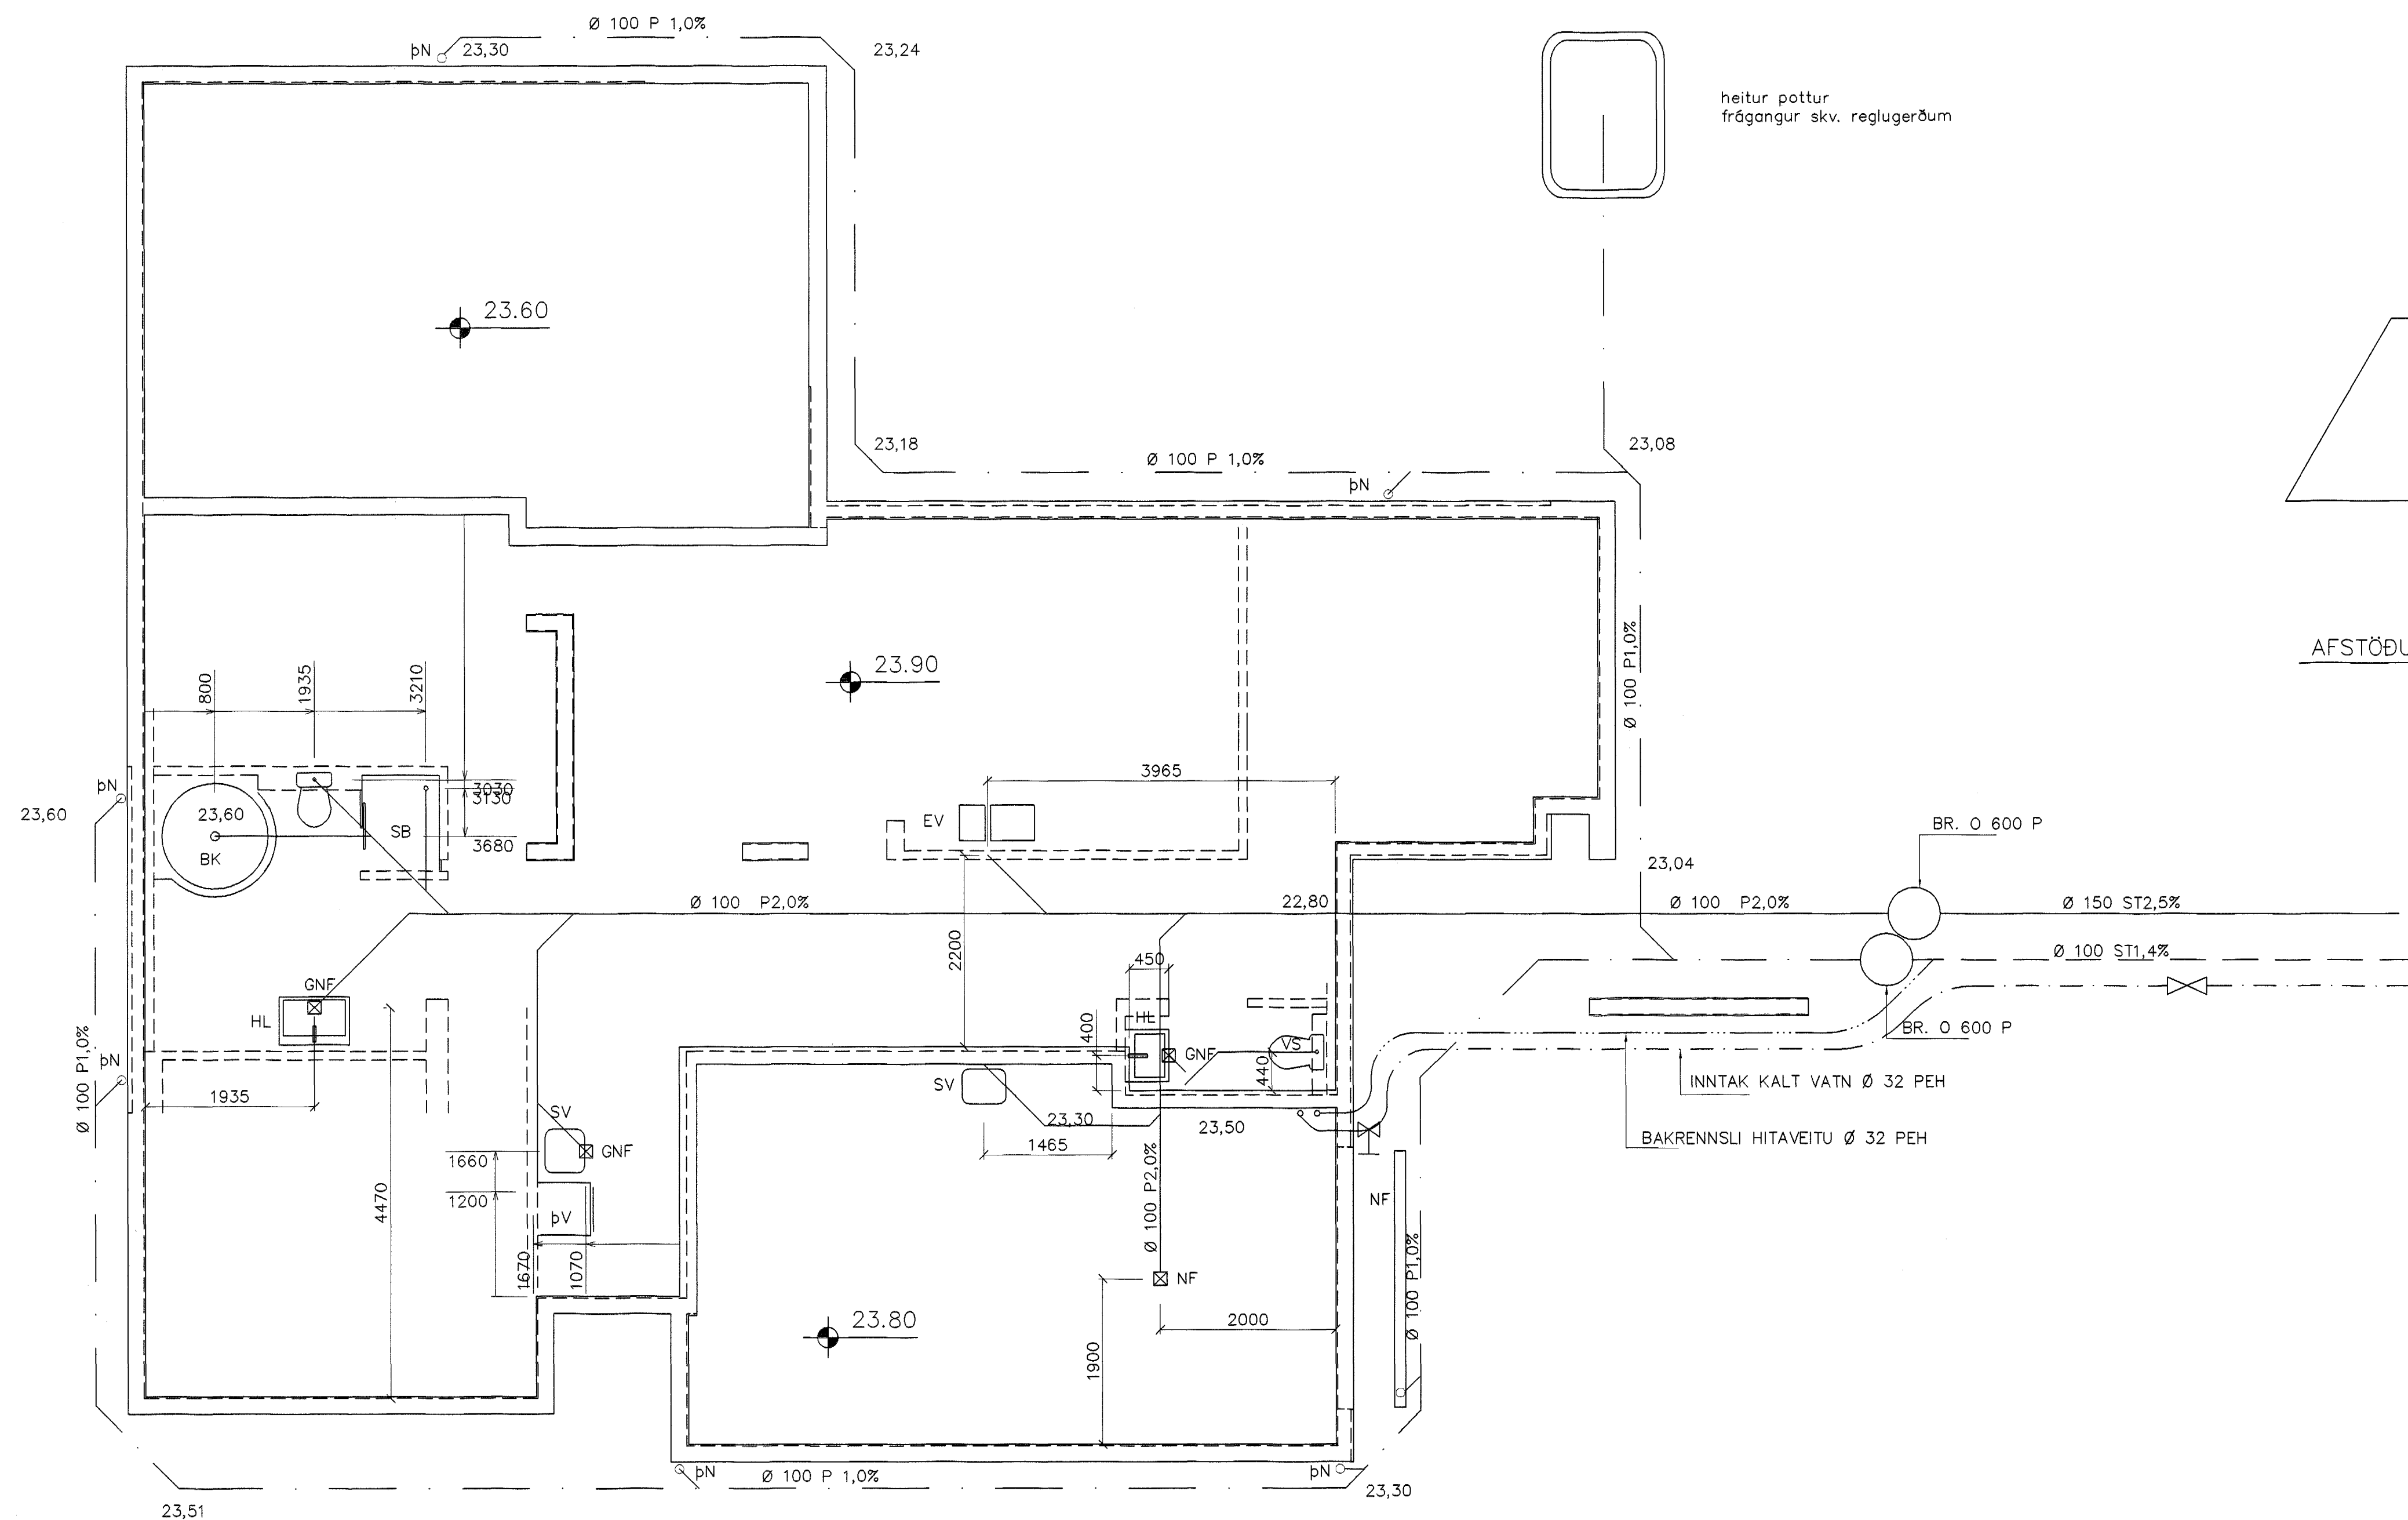 Ø 100 P 1,0%
þN
23,30
23,24
heitur pottur
frágangur skv. reglugerðum
23.60
23,18
Ø 100 P 1,0%
23,08
þN
Ø 100 P1,0%
23.90
AFSTÖÐU
800
1935
3210
3965
þN
23,60
23,60
BK
SB
3030
3130
3680
EV
BR. O 600 P
23,04
Ø 100 P2,0%
22,80
Ø 100 P2,0%
Ø 150 ST2,5%
2200
450
Ø 100 ST1,4%
GNF
HL
HL
400
GNF
VS
440
BR. O 600 P
Ø 100 P1,0%
þN
1935
SV
INNTAK KALT VATN Ø 32 PEH
SV
23,30
23,50
BAKRENNSLI HITAVEITU Ø 32 PEH
GNF
1660
1465
1200
4470
þV
Ø 100 P2,0%
NF
1670
1070
NF
Ø 100 P1,0%
23.80
2000
1900
þN
Ø 100 P 1,0%
þN
23,30
23,51